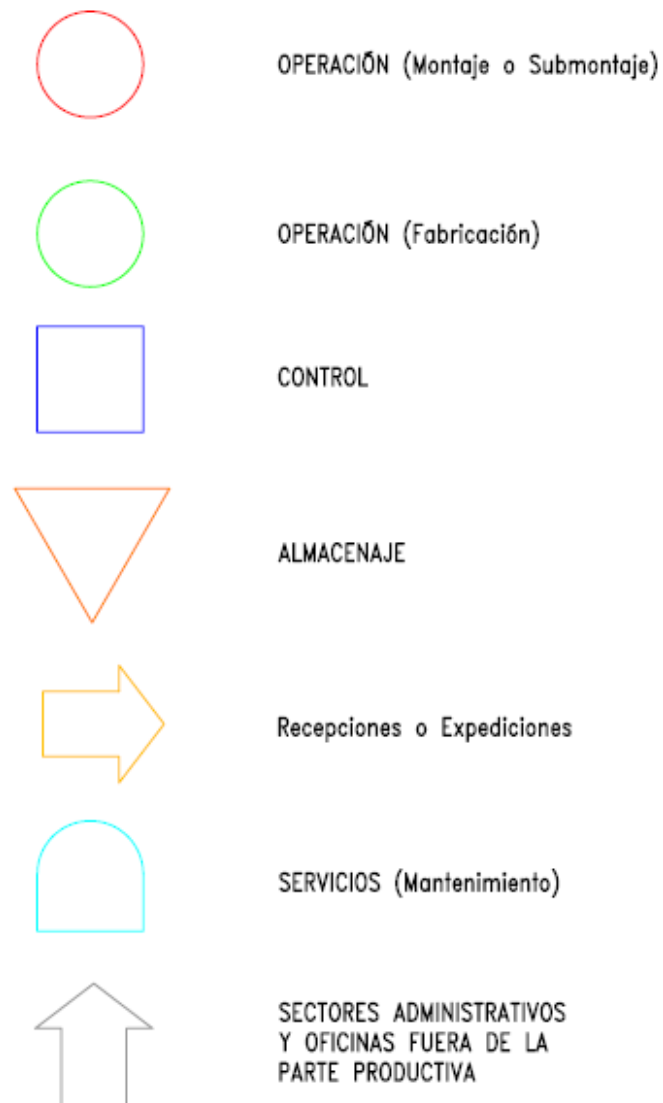 OPERACIÓN (Montaje o Submontaje)
OPERACIÓN (Fabricación)
CONTROL
ALMACENAJE
Recepciones o Expediciones
SERVICIOS (Mantenimiento)
SECTORES ADMINISTRATIVOS
Y OFICINAS FUERA DE LA
PARTE PRODUCTIVA